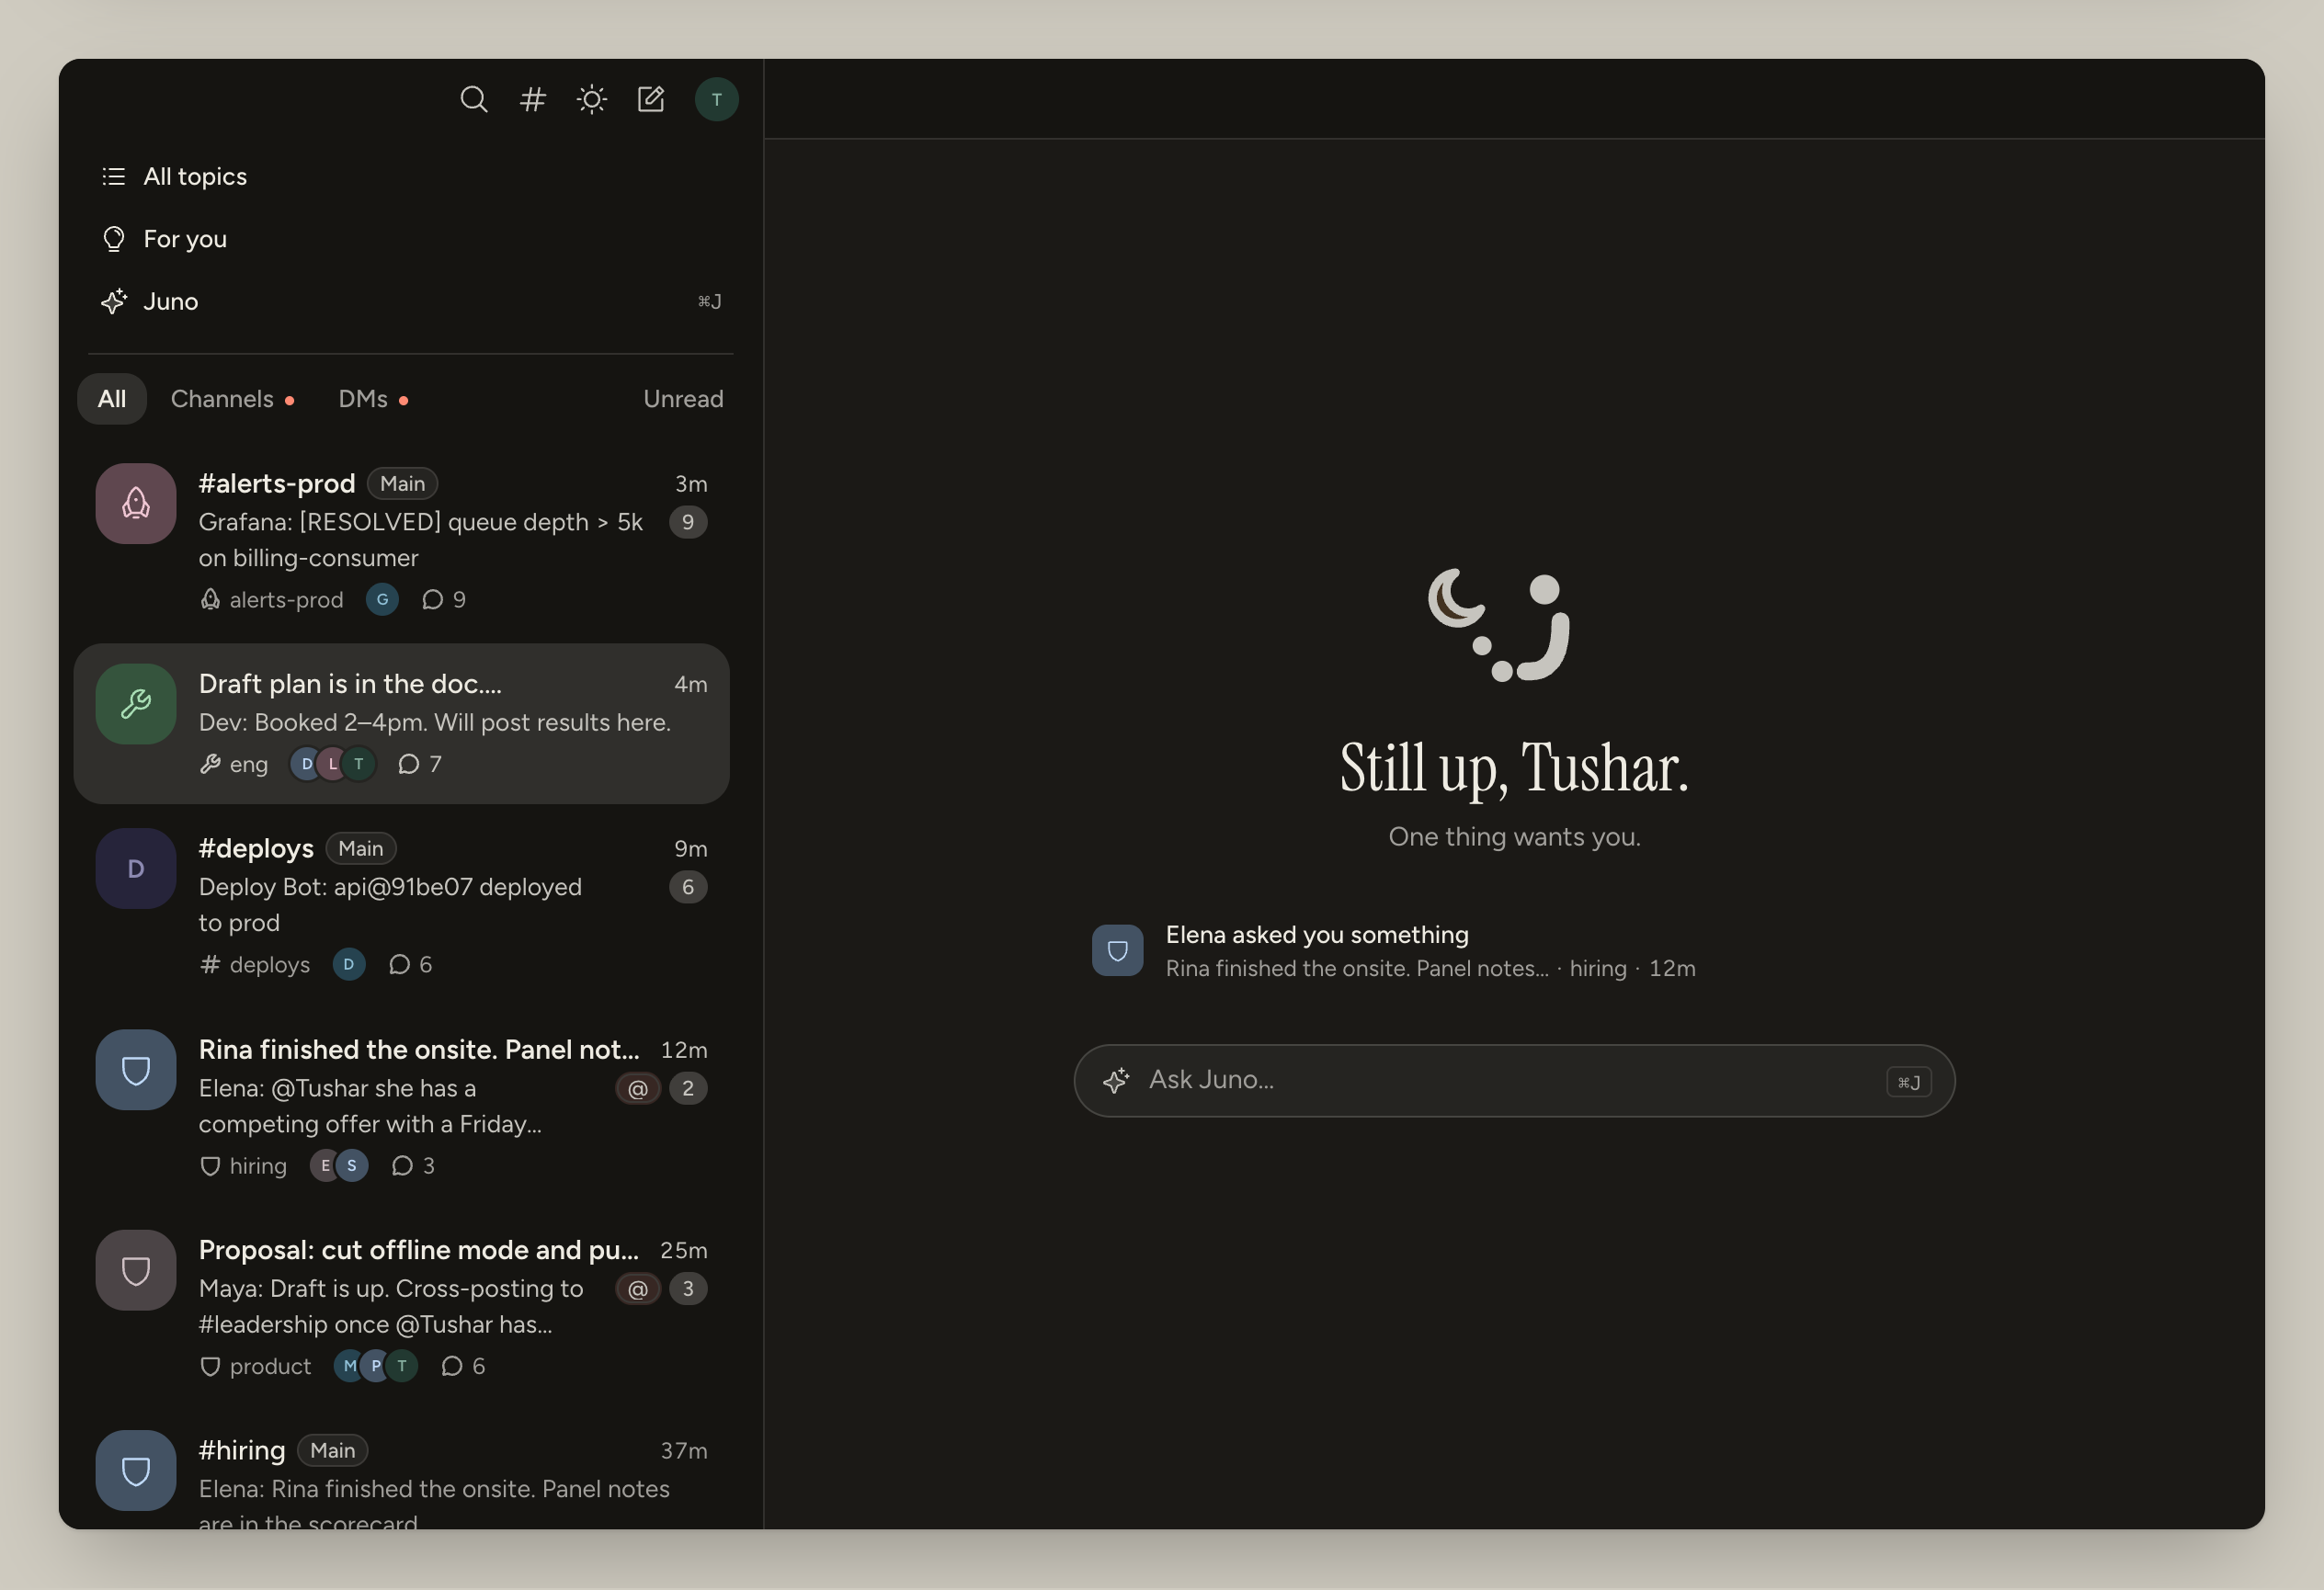 T
All topics
For you
Juno ⌘J
All Channels DMs Unread
#alerts-prod Main 3m
Grafana: [RESOLVED] queue depth > 5k 9
on billing-consumer
alerts-prod G 9
Draft plan is in the doc.... 4m
Dev: Booked 2–4pm. Will post results here.
eng D L T 7
D
#deploys Main 9m
Deploy Bot: api@91be07 deployed 6
to prod
# deploys D 6
Rina finished the onsite. Panel not... 12m
Elena: @Tushar she has a @ 2
competing offer with a Friday...
hiring E S 3
Proposal: cut offline mode and pu... 25m
Maya: Draft is up. Cross-posting to @ 3
#leadership once @Tushar has...
product M P T 6
#hiring Main 37m
Elena: Rina finished the onsite. Panel notes
are in the scorecard
Still up, Tushar.
One thing wants you.
Elena asked you something
Rina finished the onsite. Panel notes... · hiring · 12m
Ask Juno... ⌘J